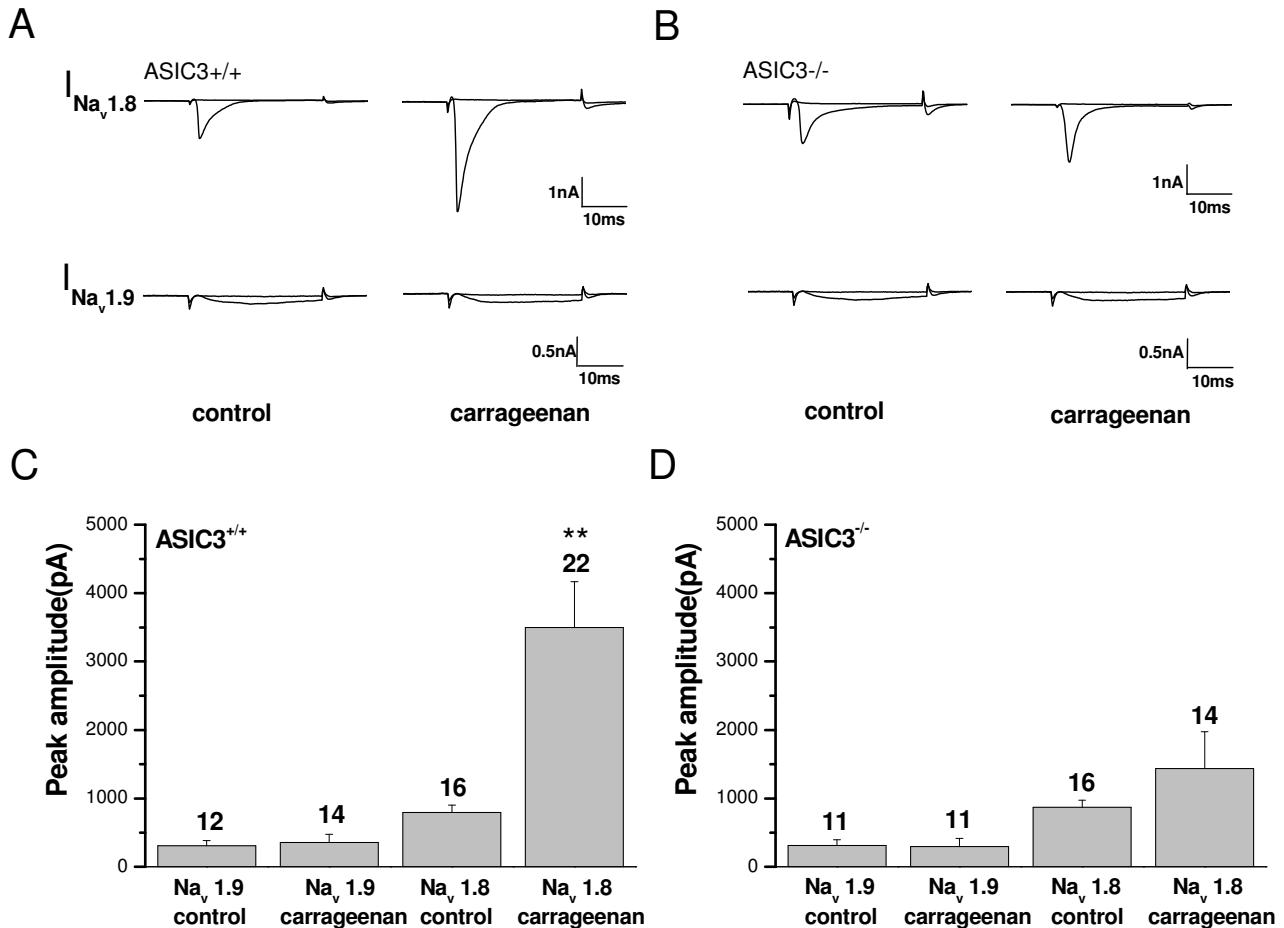 A
B
ASIC3+/+
ASIC3-/-
I Nav1.8
1nA
10ms
1nA
10ms
I Nav1.9
0.5nA
10ms
0.5nA
10ms
control
carrageenan
control
carrageenan
C
D
Peak amplitude(pA)
5000
4000
3000
2000
1000
0
ASIC3+/+
**
22
16
14
12
Nav 1.9
control
Nav 1.9
carrageenan
Nav 1.8
control
Nav 1.8
carrageenan
Peak amplitude(pA)
5000
4000
3000
2000
1000
0
ASIC3-/-
14
16
11
11
Nav 1.9
control
Nav 1.9
carrageenan
Nav 1.8
control
Nav 1.8
carrageenan